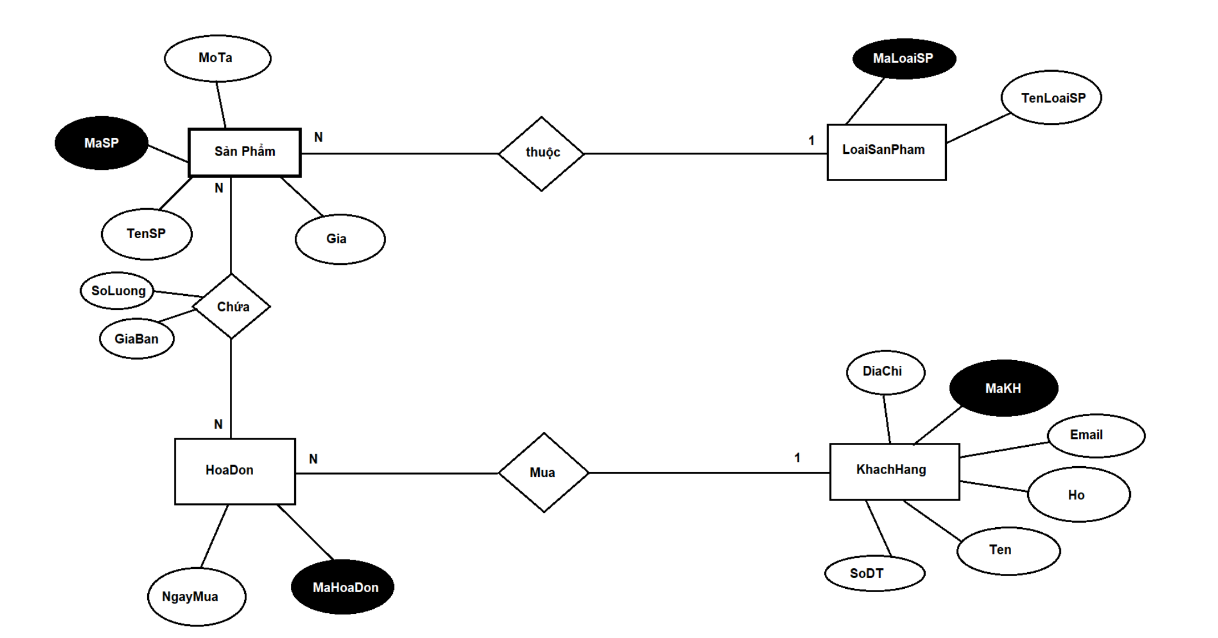 MoTa
MaLoaiSP
TenLoaiSP
MaSP
Sản Phẩm
N
thuộc
1
LoaiSanPham
N
TenSP
Gia
SoLuong
Chứa
GiaBan
DiaChi
MaKH
N
Email
HoaDon
N
Mua
1
KhachHang
Ho
Ten
SoDT
MaHoaDon
NgayMua